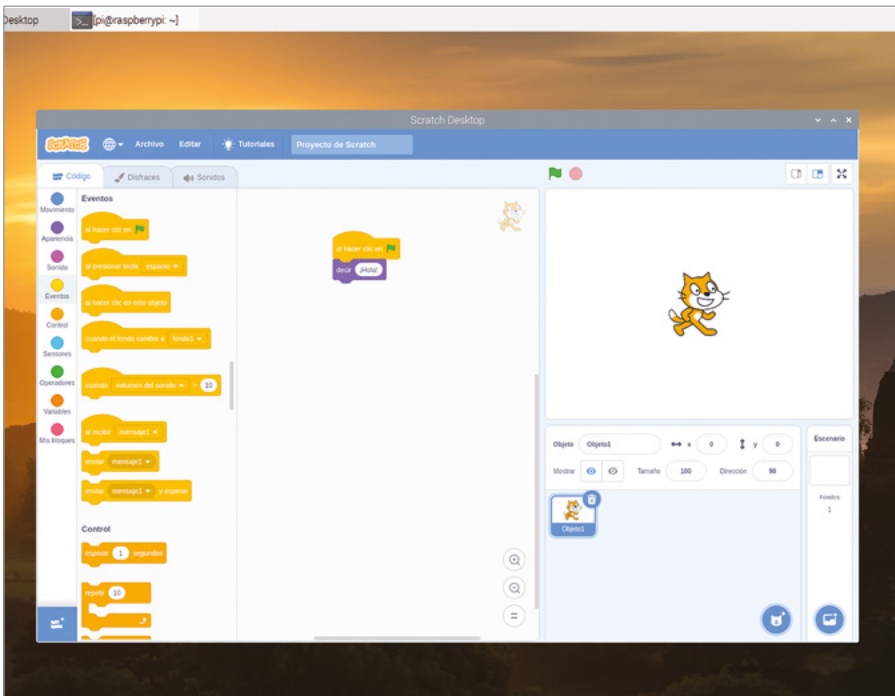 Desktop
[pi@raspberrypi: ~]
Scratch Desktop
SCRATCH
Archivo
Editar
Tutoriales
Proyecto de Scratch
Código
Disfraces
Sonidos
Movimiento
Apariencia
Sonido
Eventos
Control
Sensores
Operadores
Variables
Mis bloques
Eventos
al hacer clic en
al presionar tecla espacio
al hacer clic en este objeto
cuando el fondo cambie a fondo1
cuando volumen del sonido > 10
al recibir mensaje1
enviar mensaje1
enviar mensaje1 y esperar
Control
esperar 1 segundos
repetir 10
al hacer clic en
decir ¡Hola!
Objeto Objeto1 x 0 y 0
Mostrar Tamaño 100 Dirección 90
Objeto1
Escenario
Fondos
1